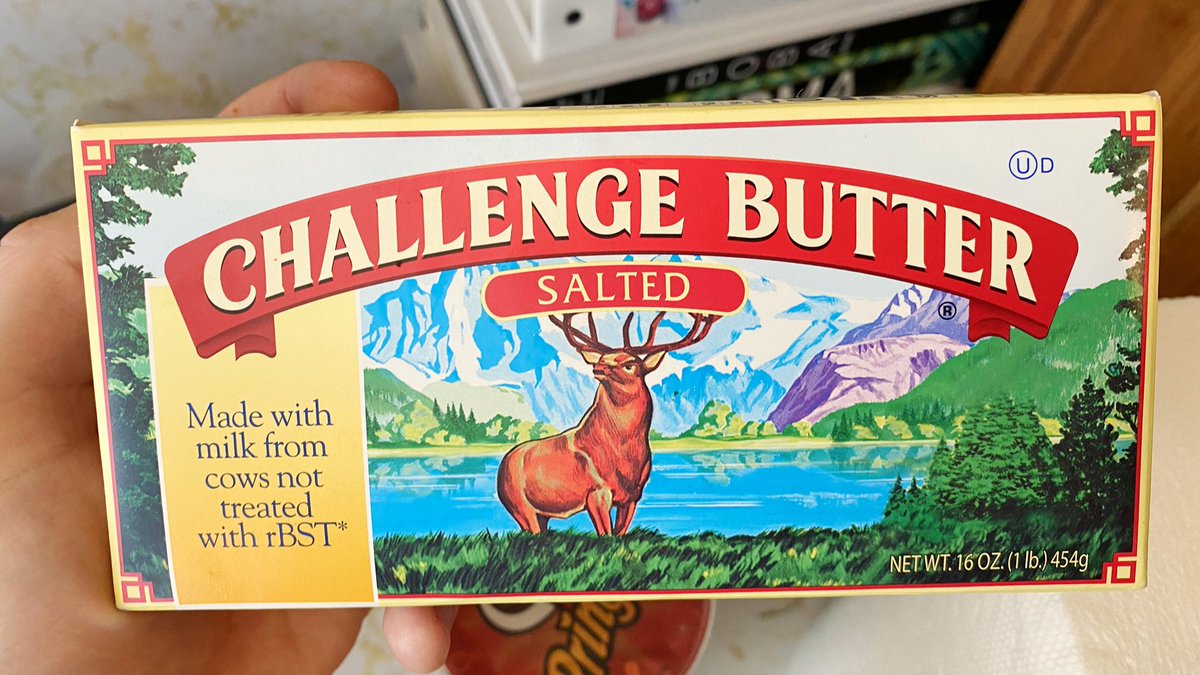 CHALLENGE BUTTER
SALTED
®
Ⓤ D
Made with
milk from
cows not
treated
with rBST*
NET WT. 16 OZ. (1 lb.) 454g